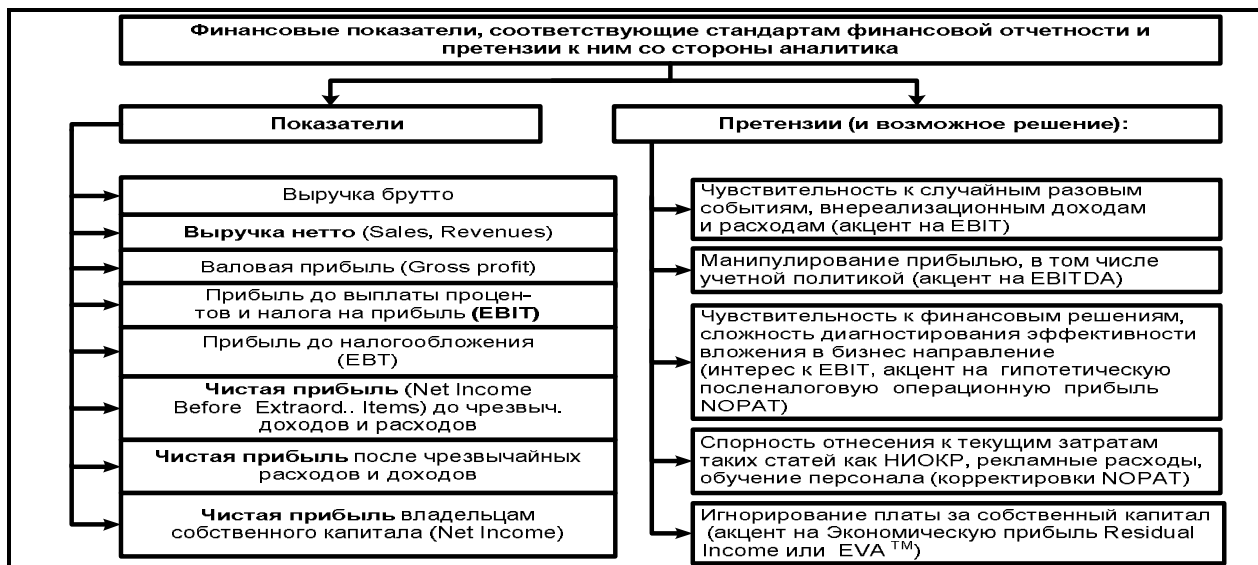 Финансовые показатели, соответствующие стандартам финансовой отчетности и
претензии к ним со стороны аналитика
Показатели
Выручка брутто
Выручка нетто (Sales, Revenues)
Валовая прибыль (Gross profit)
Прибыль до выплаты процен-
тов и налога на прибыль (EBIT)
Прибыль до налогообложения
(EBT)
Чистая прибыль (Net Income
Before Extraord.. Items) до чрезвыч.
доходов и расходов
Чистая прибыль после чрезвычайных
расходов и доходов
Чистая прибыль владельцам
собственного капитала (Net Income)
Претензии (и возможное решение):
Чувствительность к случайным разовым
событиям, внереализационным доходам
и расходам (акцент на EBIT)
Манипулирование прибылью, в том числе
учетной политикой (акцент на EBITDA)
Чувствительность к финансовым решениям,
сложность диагностирования эффективности
вложения в бизнес направление
(интерес к EBIT, акцент на гипотетическую
посленалоговую операционную прибыль
NOPAT)
Спорность отнесения к текущим затратам
таких статей как НИОКР, рекламные расходы,
обучение персонала (корректировки NOPAT)
Игнорирование платы за собственный капитал
(акцент на Экономическую прибыль Residual
Income или EVA ™)